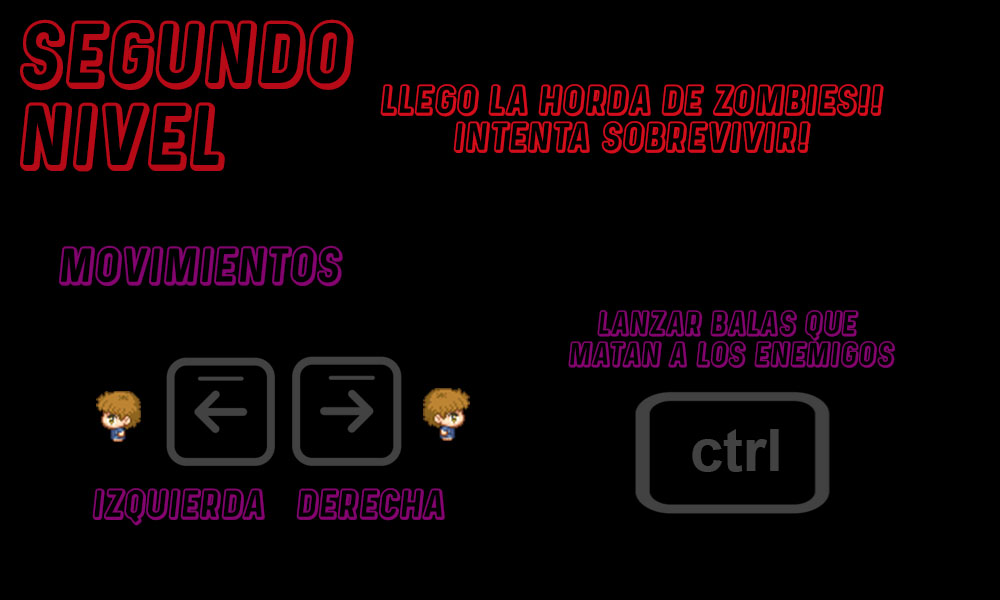 SEGUNDO
NIVEL
LLEGO LA HORDA DE ZOMBIES!!
INTENTA SOBREVIVIR!
MOVIMIENTOS
LANZAR BALAS QUE
MATAN A LOS ENEMIGOS
ctrl
IZQUIERDA DERECHA